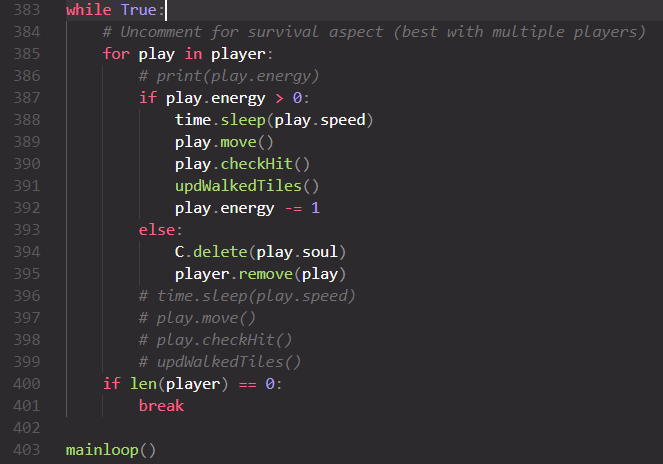 383 while True:
384     # Uncomment for survival aspect (best with multiple players)
385     for play in player:
386         # print(play.energy)
387         if play.energy > 0:
388             time.sleep(play.speed)
389             play.move()
390             play.checkHit()
391             updWalkedTiles()
392             play.energy -= 1
393         else:
394             C.delete(play.soul)
395             player.remove(play)
396         # time.sleep(play.speed)
397         # play.move()
398         # play.checkHit()
399         # updWalkedTiles()
400     if len(player) == 0:
401         break
402
403 mainloop()